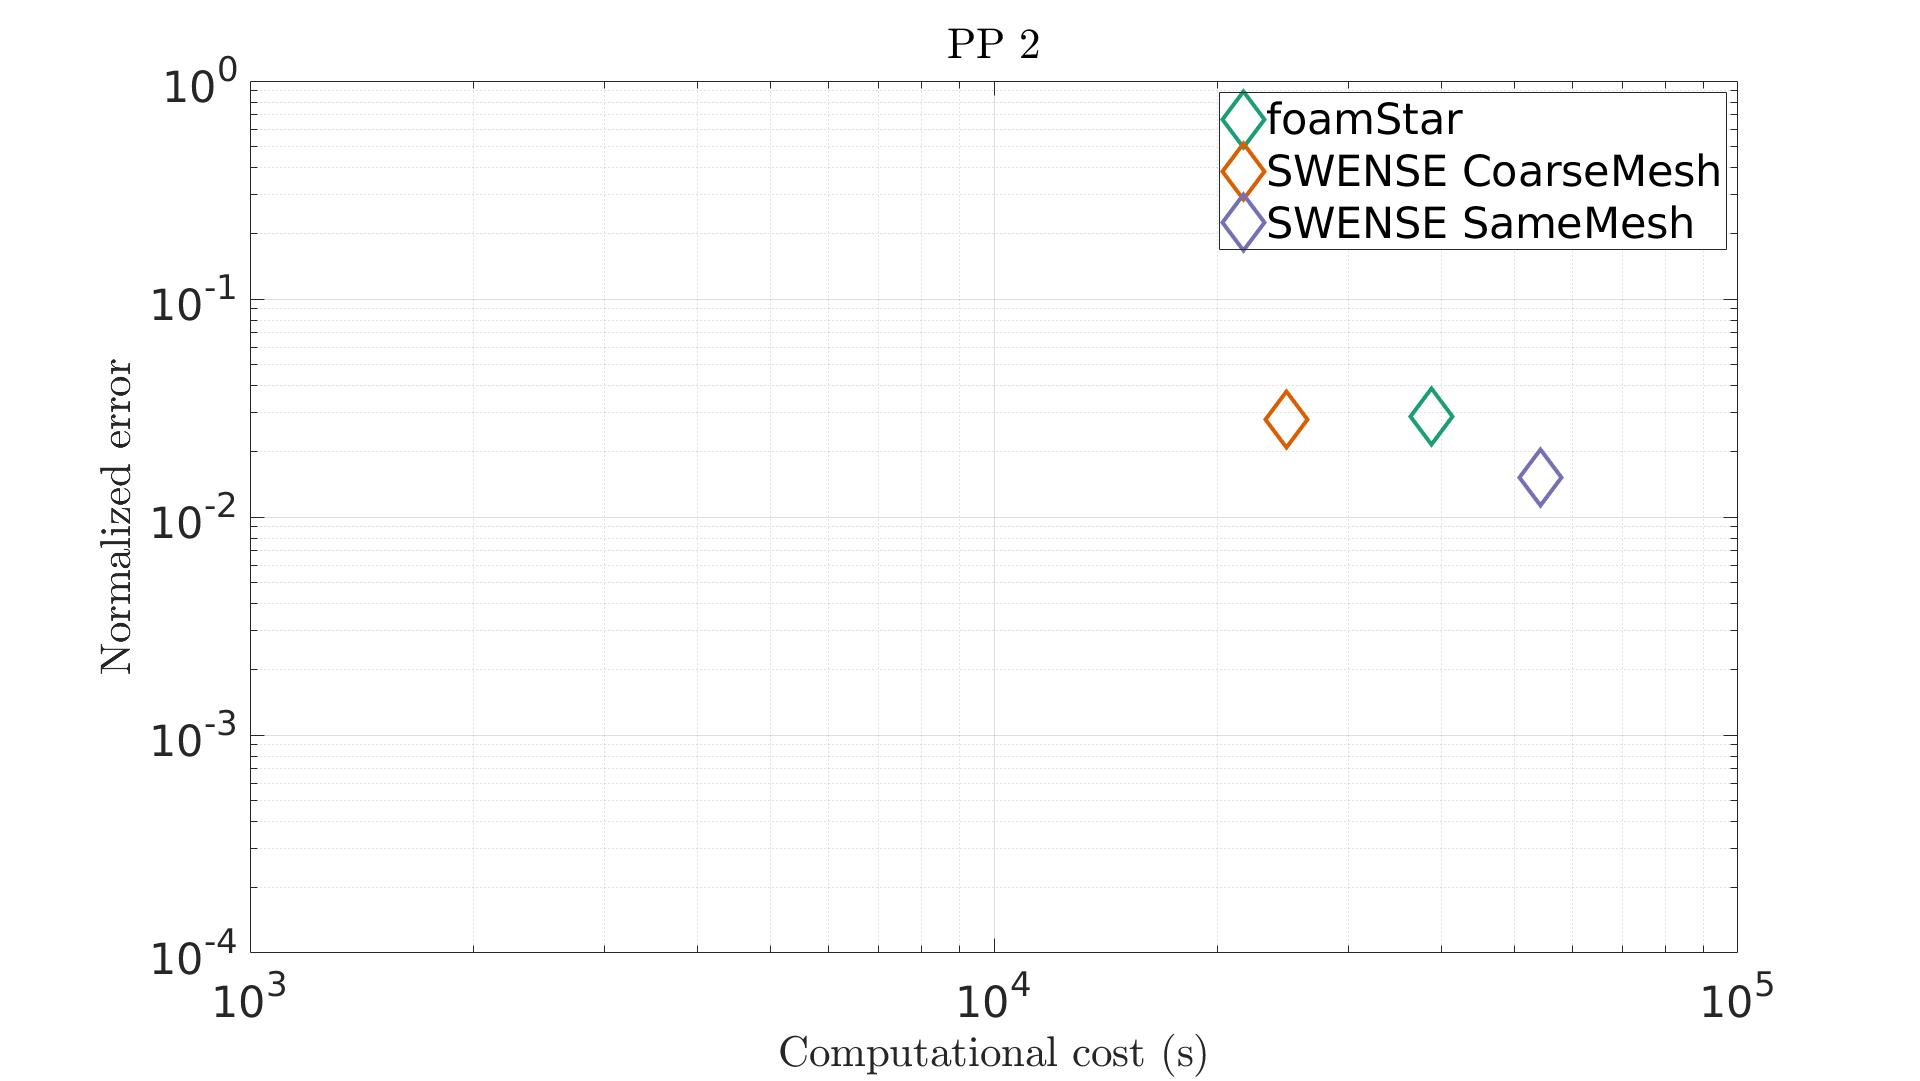 PP 2
10^0
10^-1
10^-2
10^-3
10^-4
Normalized error
foamStar
SWENSE CoarseMesh
SWENSE SameMesh
10^3
10^4
10^5
Computational cost (s)